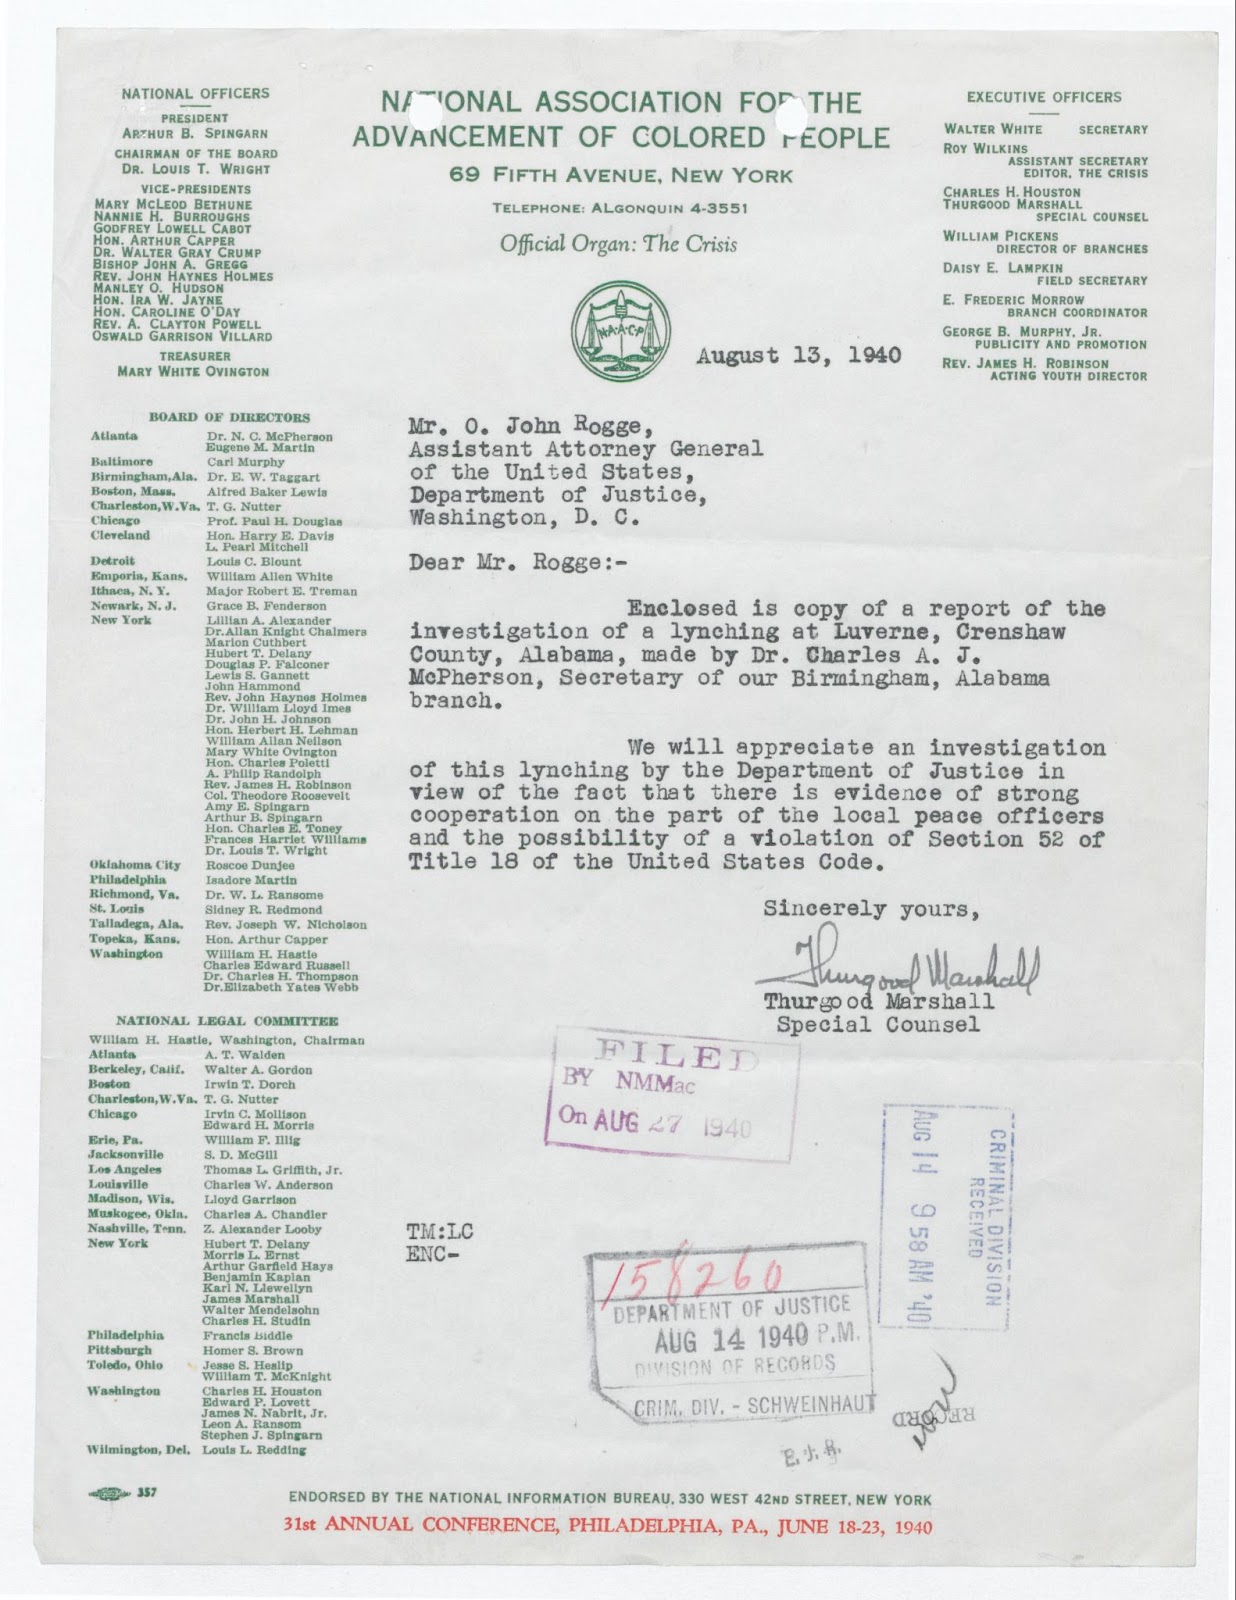 NATIONAL OFFICERS
PRESIDENT
ARTHUR B. SPINGARN
CHAIRMAN OF THE BOARD
DR. LOUIS T. WRIGHT
VICE-PRESIDENTS
MARY MCLEOD BETHUNE
NANNIE H. BURROUGHS
GODFREY LOWELL CABOT
HON. ARTHUR CAPPER
DR. WALTER GRAY CRUMP
BISHOP JOHN A. GREGG
REV. JOHN HAYNES HOLMES
MANLEY O. HUDSON
HON. IRA W. JAYNE
HON. CAROLINE O'DAY
REV. A. CLAYTON POWELL
OSWALD GARRISON VILLARD
TREASURER
MARY WHITE OVINGTON
NATIONAL ASSOCIATION FOR THE
ADVANCEMENT OF COLORED PEOPLE
69 FIFTH AVENUE, NEW YORK
TELEPHONE: ALGONQUIN 4-3551
Official Organ: The Crisis
N·A·A·C·P
EXECUTIVE OFFICERS
WALTER WHITE SECRETARY
ROY WILKINS
ASSISTANT SECRETARY
EDITOR, THE CRISIS
CHARLES H. HOUSTON
THURGOOD MARSHALL
SPECIAL COUNSEL
WILLIAM PICKENS
DIRECTOR OF BRANCHES
DAISY E. LAMPKIN
FIELD SECRETARY
E. FREDERIC MORROW
BRANCH COORDINATOR
GEORGE B. MURPHY, JR.
PUBLICITY AND PROMOTION
REV. JAMES H. ROBINSON
ACTING YOUTH DIRECTOR
August 13, 1940
BOARD OF DIRECTORS
Atlanta Dr. N. C. McPherson
Eugene M. Martin
Baltimore Carl Murphy
Birmingham, Ala. Dr. E. W. Taggart
Boston, Mass. Alfred Baker Lewis
Charleston, W.Va. T. G. Nutter
Chicago Prof. Paul H. Douglas
Cleveland Hon. Harry E. Davis
L. Pearl Mitchell
Detroit Louis C. Blount
Emporia, Kans. William Allen White
Ithaca, N. Y. Major Robert E. Treman
Newark, N. J. Grace B. Fenderson
New York Lillian A. Alexander
Dr. Allan Knight Chalmers
Marion Cuthbert
Hubert T. Delany
Douglas P. Falconer
Lewis S. Gannett
John Hammond
Rev. John Haynes Holmes
Dr. William Lloyd Imes
Dr. John H. Johnson
Hon. Herbert H. Lehman
William Allan Neilson
Mary White Ovington
Hon. Charles Poletti
A. Philip Randolph
Rev. James H. Robinson
Col. Theodore Roosevelt
Amy E. Spingarn
Arthur B. Spingarn
Hon. Charles E. Toney
Frances Harriet Williams
Dr. Louis T. Wright
Oklahoma City Roscoe Dunjee
Philadelphia Isadore Martin
Richmond, Va. Dr. W. L. Ransome
St. Louis Sidney R. Redmond
Talladega, Ala. Rev. Joseph W. Nicholson
Topeka, Kans. Hon. Arthur Capper
Washington William H. Hastie
Charles Edward Russell
Dr. Charles H. Thompson
Dr. Elizabeth Yates Webb
NATIONAL LEGAL COMMITTEE
William H. Hastie, Washington, Chairman
Atlanta A. T. Walden
Berkeley, Calif. Walter A. Gordon
Boston Irwin T. Dorch
Charleston, W.Va. T. G. Nutter
Chicago Irvin C. Mollison
Edward H. Morris
Erie, Pa. William F. Illig
Jacksonville S. D. McGill
Los Angeles Thomas L. Griffith, Jr.
Louisville Charles W. Anderson
Madison, Wis. Lloyd Garrison
Muskogee, Okla. Charles A. Chandler
Nashville, Tenn. Z. Alexander Looby
New York Hubert T. Delany
Morris L. Ernst
Arthur Garfield Hays
Benjamin Kaplan
Karl N. Llewellyn
James Marshall
Walter Mendelsohn
Charles H. Studin
Philadelphia Francis Biddle
Pittsburgh Homer S. Brown
Toledo, Ohio Jesse S. Heslip
William T. McKnight
Washington Charles H. Houston
Edward P. Lovett
James N. Nabrit, Jr.
Leon A. Ransom
Stephen J. Spingarn
Wilmington, Del. Louis L. Redding
Mr. O. John Rogge,
Assistant Attorney General
of the United States,
Department of Justice,
Washington, D. C.
Dear Mr. Rogge:-
Enclosed is copy of a report of the
investigation of a lynching at Luverne, Crenshaw
County, Alabama, made by Dr. Charles A. J.
McPherson, Secretary of our Birmingham, Alabama
branch.
We will appreciate an investigation
of this lynching by the Department of Justice in
view of the fact that there is evidence of strong
cooperation on the part of the local peace officers
and the possibility of a violation of Section 52 of
Title 18 of the United States Code.
Sincerely yours,
Thurgood Marshall
Thurgood Marshall
Special Counsel
FILED
BY NMMac
On AUG 27 1940
CRIMINAL DIVISION
RECEIVED
AUG 14 9 58 AM '40
TM:LC
ENC-
158260
DEPARTMENT OF JUSTICE
AUG 14 1940 P.M.
DIVISION OF RECORDS
CRIM. DIV. - SCHWEINHAUT
RECORD
E. J. R.
357
ENDORSED BY THE NATIONAL INFORMATION BUREAU, 330 WEST 42ND STREET, NEW YORK
31st ANNUAL CONFERENCE, PHILADELPHIA, PA., JUNE 18-23, 1940